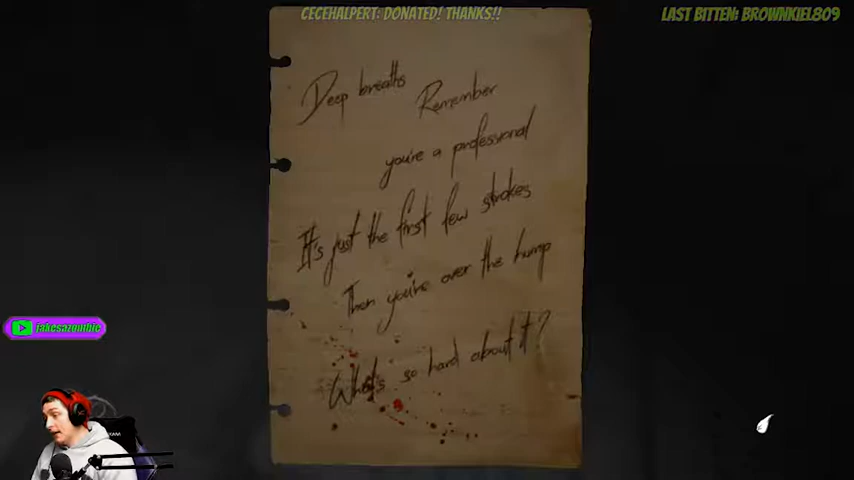 CECEHALPERT: DONATED! THANKS!!
LAST BITTEN: BROWNKIEL809
Deep breaths
Remember
you're a professional
It's just the first few strokes
Then you're over the hump
What's so hard about it?
jakesazombie